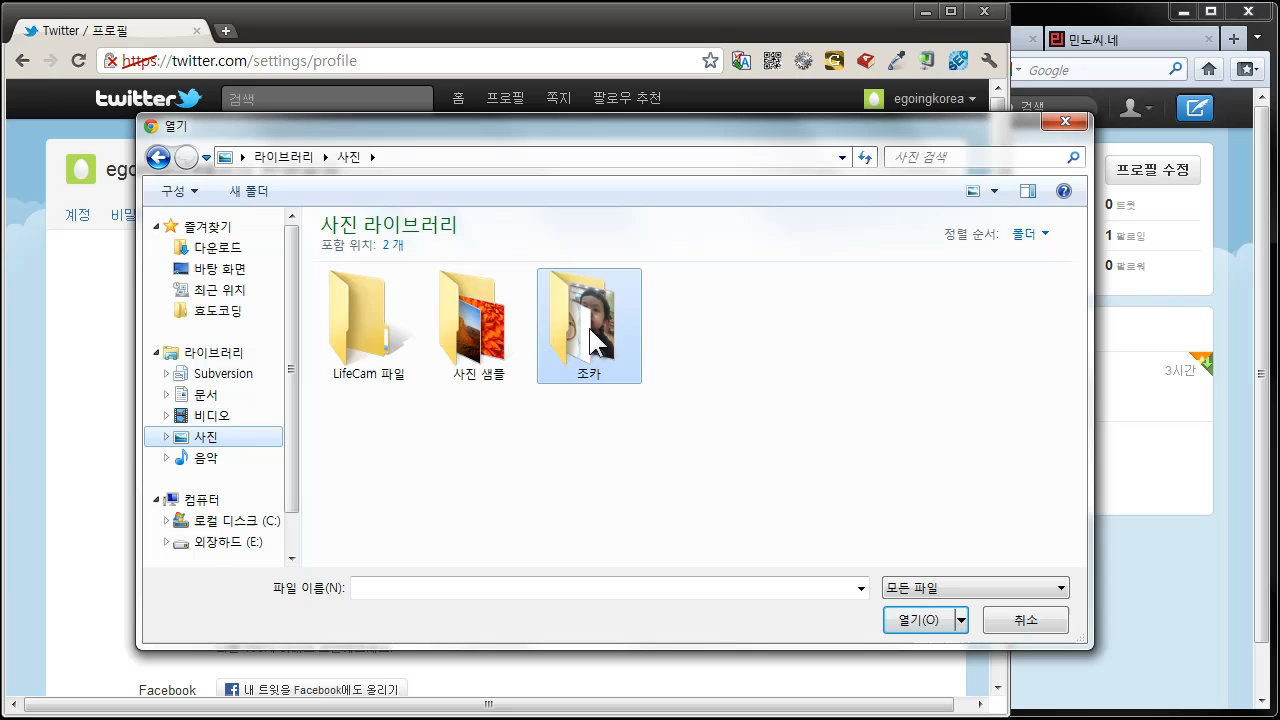 Twitter / 프로필
민노씨.네
https://twitter.com/settings/profile
Google
twitter
검색
홈
프로필
쪽지
팔로우 추천
egoingkorea
검색
열기
라이브러리
사진
사진 검색
구성
새 폴더
계정
프로필 수정
0 트윗
1 팔로잉
0 팔로워
3시간
즐겨찾기
다운로드
바탕 화면
최근 위치
효도코딩
라이브러리
Subversion
문서
비디오
사진
음악
컴퓨터
로컬 디스크 (C:)
외장하드 (E:)
사진 라이브러리
포함 위치: 2 개
정렬 순서: 폴더
LifeCam 파일
사진 샘플
조카
파일 이름(N):
모든 파일
열기(O)
취소
Facebook
내 트윗을 Facebook에도 올리기